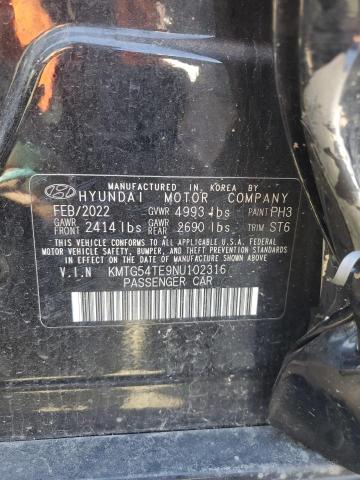 MANUFACTURED IN. KOREA BY
HYUNDAI MOTOR COMPANY
FEB/2022 GVWR 4993 lbs PAINT PH3
GAWR FRONT 2414 lbs GAWR REAR 2690 lbs TRIM ST6
THIS VEHICLE CONFORMS TO ALL APPLICABLE FEDERAL MOTOR
VEHICLE SAFETY, BUMPER, AND THEFT PREVENTION STANDARDS
IN EFFECT ON THE DATE OF MANUFACTURE SHOWN ABOVE.
V.I.N KMTG54TE9NU102316
PASSENGER CAR